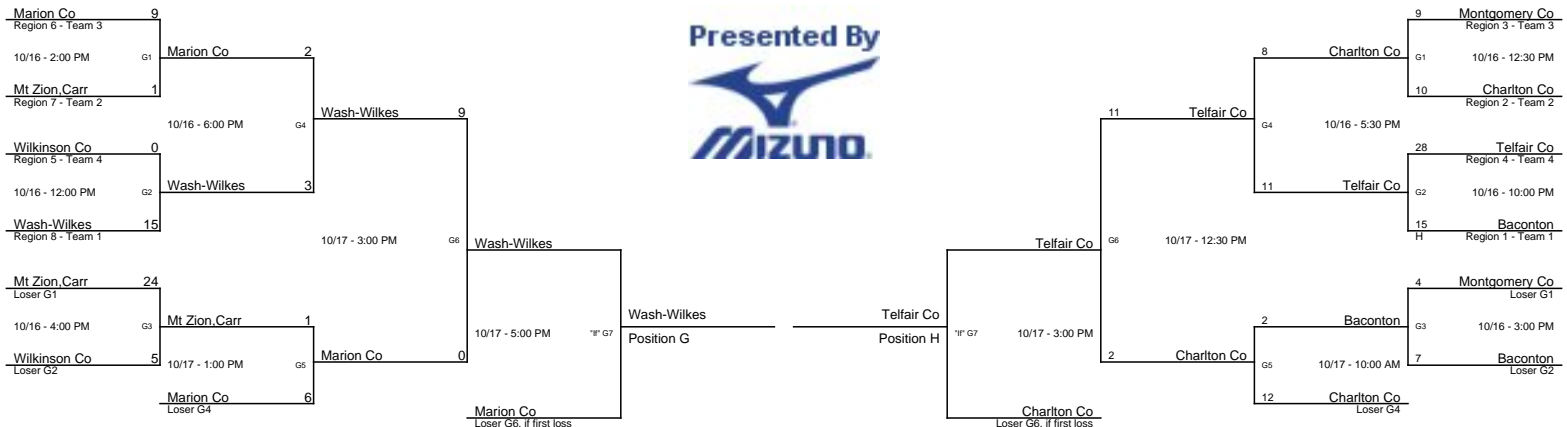 Presented By
MIZUNO
Marion Co 9
Region 6 - Team 3
10/16 - 2:00 PM G1
Mt Zion,Carr 1
Region 7 - Team 2
Marion Co 2
10/16 - 6:00 PM G4
Wilkinson Co 0
Region 5 - Team 4
10/16 - 12:00 PM G2
Wash-Wilkes 3
Wash-Wilkes 15
Region 8 - Team 1
Wash-Wilkes 9
10/17 - 3:00 PM G6
Mt Zion,Carr 24
Loser G1
10/16 - 4:00 PM G3
Wilkinson Co 5
Loser G2
Mt Zion,Carr 1
10/17 - 1:00 PM G5
Marion Co 6
Loser G4
Marion Co 0
Wash-Wilkes
10/17 - 5:00 PM "If" G7
Marion Co
Loser G6, if first loss
Wash-Wilkes
Position G
Telfair Co
Position H
Telfair Co
"If" G7 10/17 - 3:00 PM
Charlton Co
Loser G6, if first loss
11 Telfair Co
G6 10/17 - 12:30 PM
2 Charlton Co
8 Charlton Co
G4 10/16 - 5:30 PM
11 Telfair Co
9 Montgomery Co
Region 3 - Team 3
G1 10/16 - 12:30 PM
10 Charlton Co
Region 2 - Team 2
28 Telfair Co
Region 4 - Team 4
G2 10/16 - 10:00 PM
15 Baconton
H Region 1 - Team 1
2 Baconton
G5 10/17 - 10:00 AM
12 Charlton Co
Loser G4
4 Montgomery Co
Loser G1
G3 10/16 - 3:00 PM
7 Baconton
Loser G2